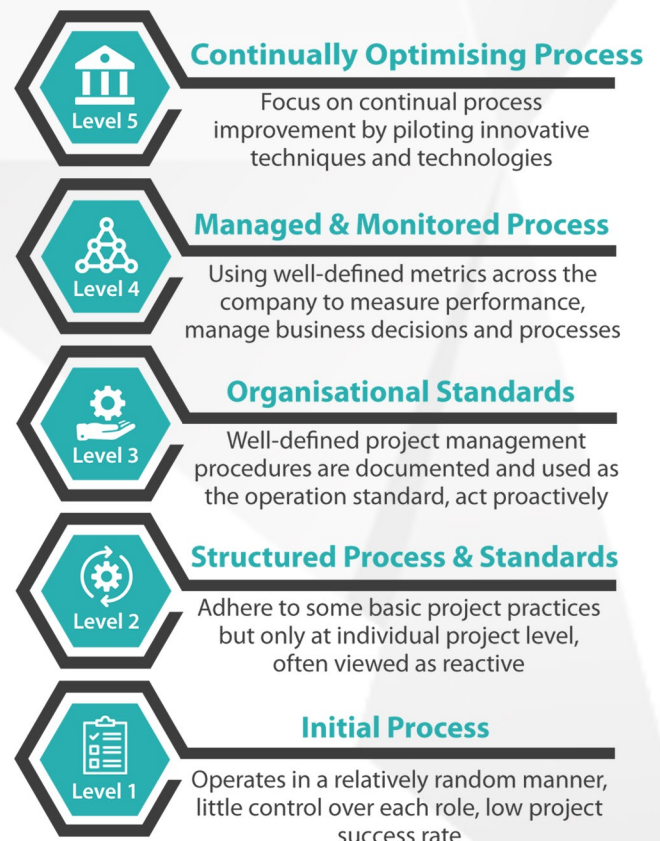 Continually Optimising Process
Level 5
Focus on continual process
improvement by piloting innovative
techniques and technologies
Managed & Monitored Process
Level 4
Using well-defined metrics across the
company to measure performance,
manage business decisions and processes
Organisational Standards
Level 3
Well-defined project management
procedures are documented and used as
the operation standard, act proactively
Structured Process & Standards
Level 2
Adhere to some basic project practices
but only at individual project level,
often viewed as reactive
Initial Process
Level 1
Operates in a relatively random manner,
little control over each role, low project
success rate